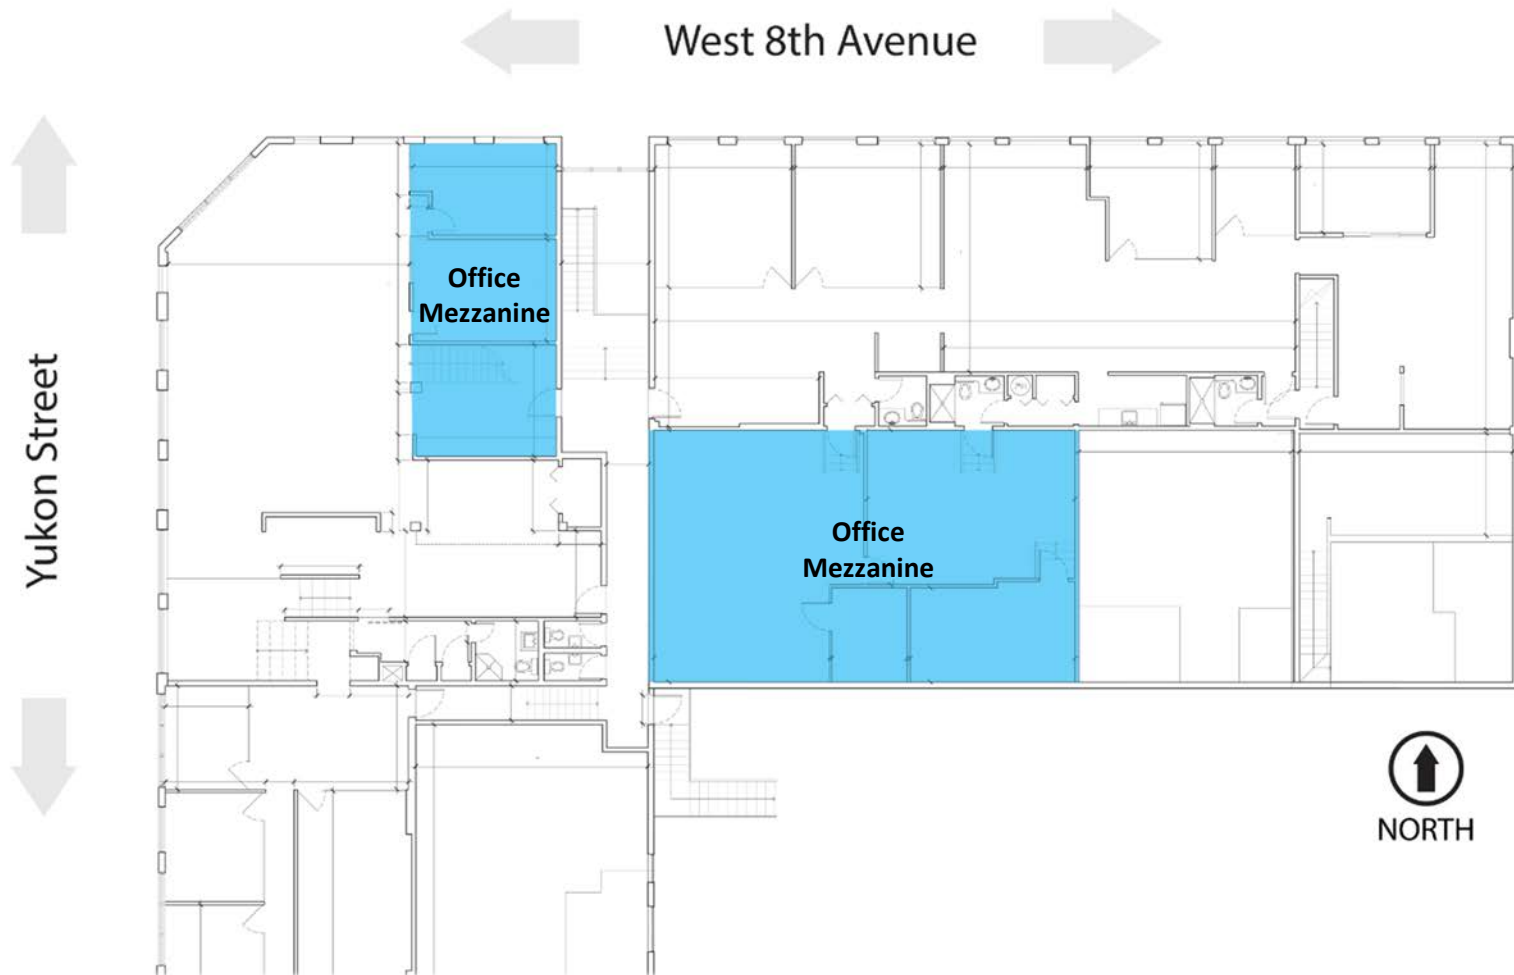 West 8th Avenue
Yukon Street
Office
Mezzanine
Office
Mezzanine
NORTH